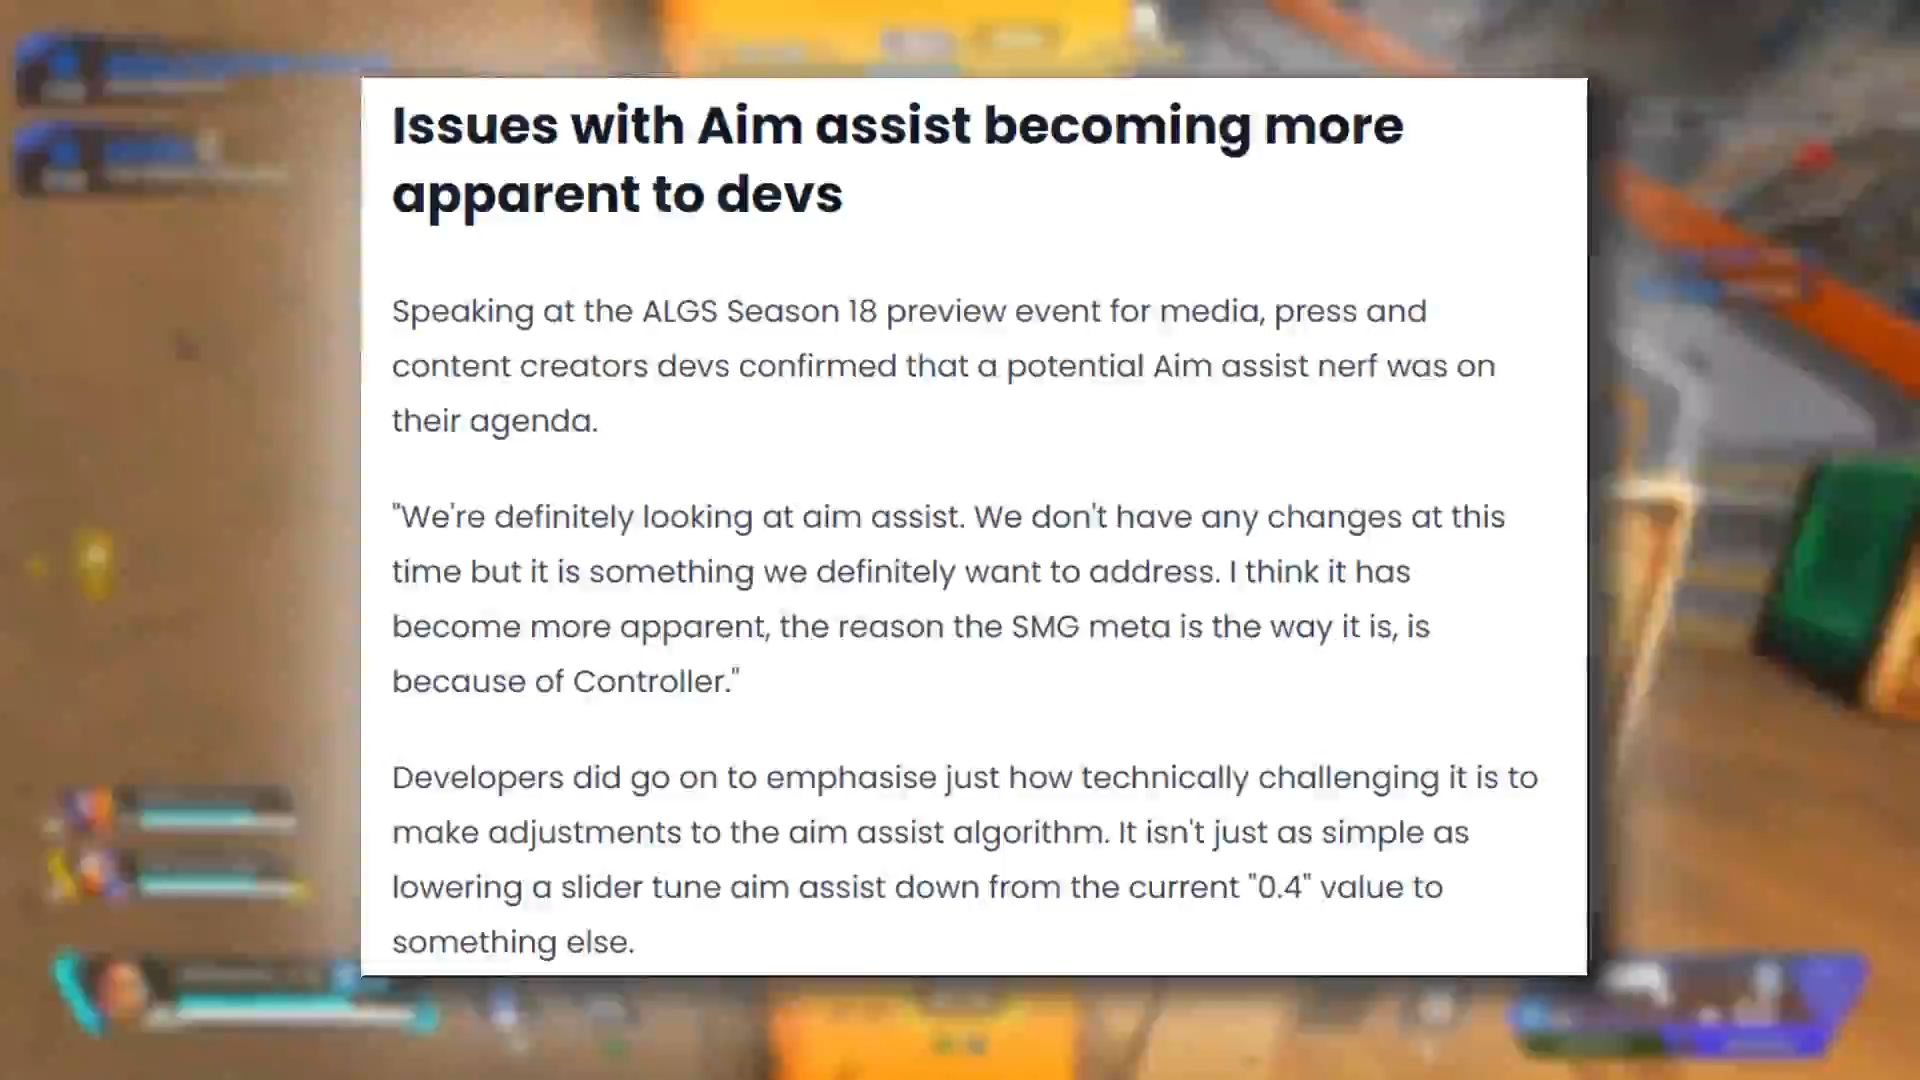 Issues with Aim assist becoming more
apparent to devs
Speaking at the ALGS Season 18 preview event for media, press and
content creators devs confirmed that a potential Aim assist nerf was on
their agenda.
"We're definitely looking at aim assist. We don't have any changes at this
time but it is something we definitely want to address. I think it has
become more apparent, the reason the SMG meta is the way it is, is
because of Controller."
Developers did go on to emphasise just how technically challenging it is to
make adjustments to the aim assist algorithm. It isn't just as simple as
lowering a slider tune aim assist down from the current "0.4" value to
something else.